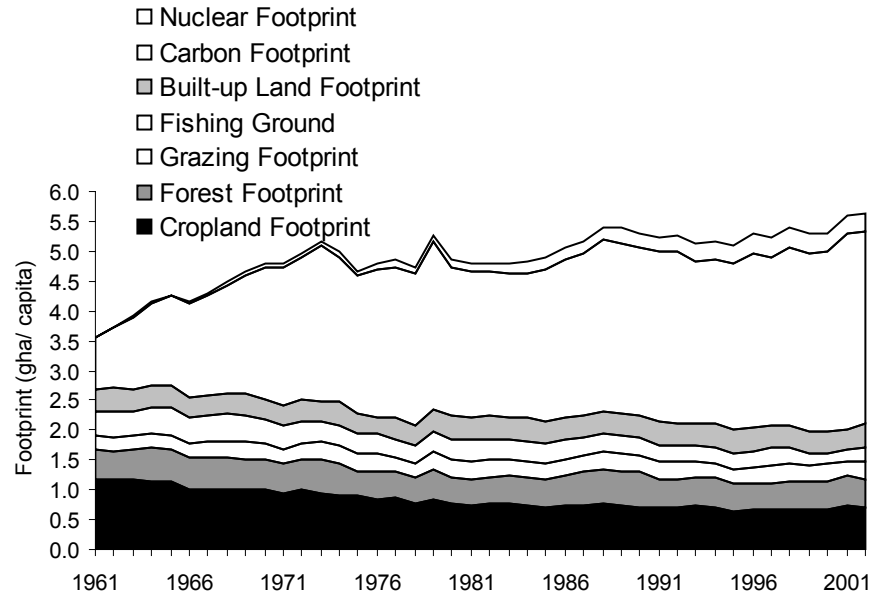 Nuclear Footprint
Carbon Footprint
Built-up Land Footprint
Fishing Ground
Grazing Footprint
Forest Footprint
Cropland Footprint
6.0
5.5
5.0
4.5
4.0
3.5
3.0
2.5
2.0
1.5
1.0
0.5
0.0
Footprint (gha/ capita)
1961 1966 1971 1976 1981 1986 1991 1996 2001